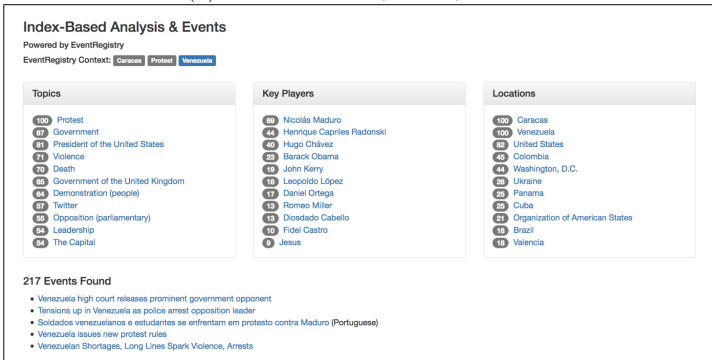 Index-Based Analysis & Events
Powered by EventRegistry
EventRegistry Context: Caracas Protest Venezuela
Topics
100 Protest
87 Government
81 President of the United States
71 Violence
70 Death
65 Government of the United Kingdom
64 Demonstration (people)
57 Twitter
55 Opposition (parliamentary)
54 Leadership
54 The Capital
Key Players
69 Nicolás Maduro
44 Henrique Capriles Radonski
40 Hugo Chávez
23 Barack Obama
19 John Kerry
18 Leopoldo López
17 Daniel Ortega
13 Romeo Miller
13 Diosdado Cabello
10 Fidel Castro
9 Jesus
Locations
100 Caracas
100 Venezuela
82 United States
45 Colombia
44 Washington, D.C.
26 Ukraine
25 Panama
25 Cuba
21 Organization of American States
18 Brazil
18 Valencia
217 Events Found
• Venezuela high court releases prominent government opponent
• Tensions up in Venezuela as police arrest opposition leader
• Soldados venezuelanos e estudantes se enfrentam em protesto contra Maduro (Portuguese)
• Venezuela issues new protest rules
• Venezuelan Shortages, Long Lines Spark Violence, Arrests